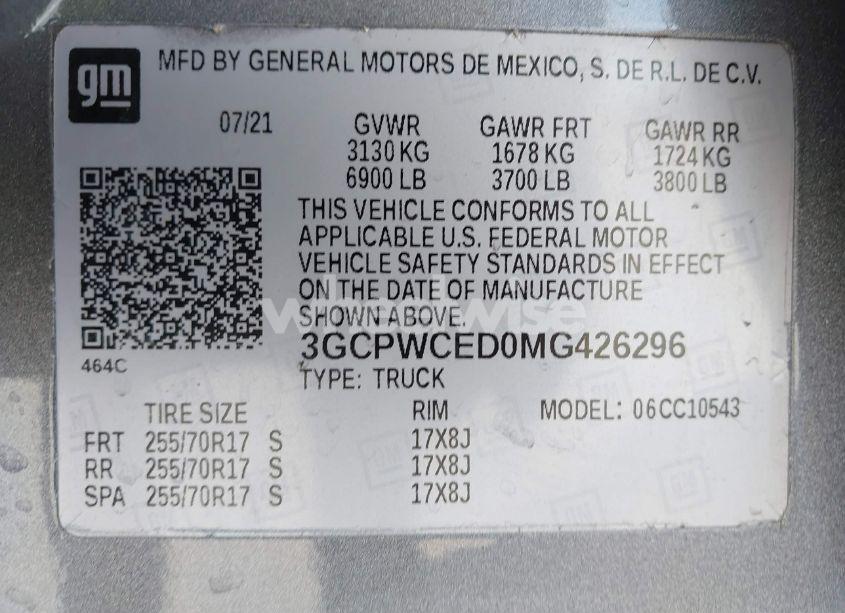 gm
MFD BY GENERAL MOTORS DE MEXICO, S. DE R.L. DE C.V.
07/21 GVWR GAWR FRT GAWR RR
3130 KG 1678 KG 1724 KG
6900 LB 3700 LB 3800 LB
THIS VEHICLE CONFORMS TO ALL
APPLICABLE U.S. FEDERAL MOTOR
VEHICLE SAFETY STANDARDS IN EFFECT
ON THE DATE OF MANUFACTURE
SHOWN ABOVE.
wheelwise
3GCPWCED0MG426296
464C
TYPE: TRUCK
TIRE SIZE RIM MODEL: 06CC10543
FRT 255/70R17 S 17X8J
RR 255/70R17 S 17X8J
SPA 255/70R17 S 17X8J